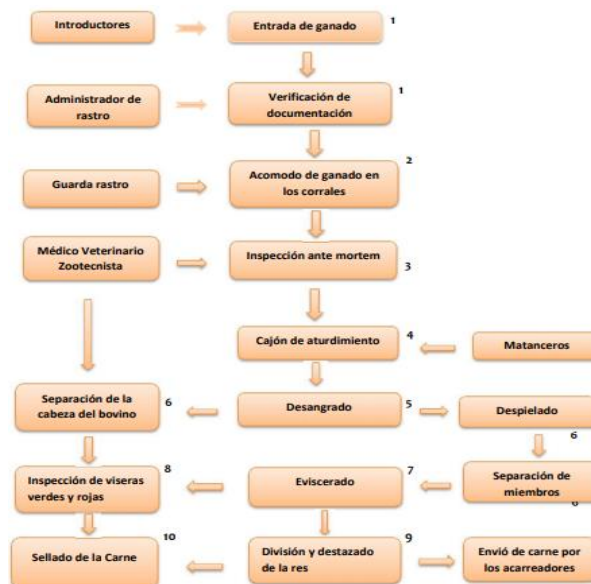 Introductores
Entrada de ganado
1
Administrador de
rastro
Verificación de
documentación
1
Guarda rastro
Acomodo de ganado en
los corrales
2
Médico Veterinario
Zootecnista
Inspección ante mortem
3
Cajón de aturdimiento
4
Matanceros
Separación de la
cabeza del bovino
6
Desangrado
5
Despielado
6
Inspección de viseras
verdes y rojas
8
Eviscerado
7
Separación de
miembros
Sellado de la Carne
10
División y destazado
de la res
9
Envió de carne por
los acarreadores